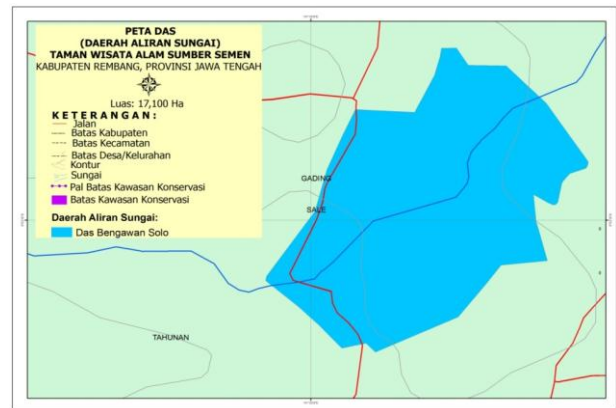 PETA DAS
(DAERAH ALIRAN SUNGAI)
TAMAN WISATA ALAM SUMBER SEMEN
KABUPATEN REMBANG, PROVINSI JAWA TENGAH
Luas: 17,100 Ha
KETERANGAN:
Jalan
Batas Kabupaten
Batas Kecamatan
Batas Desa/Kelurahan
Kontur
Sungai
Pal Batas Kawasan Konservasi
Batas Kawasan Konservasi
Daerah Aliran Sungai:
Das Bengawan Solo
GADING
SALE
TAHUNAN